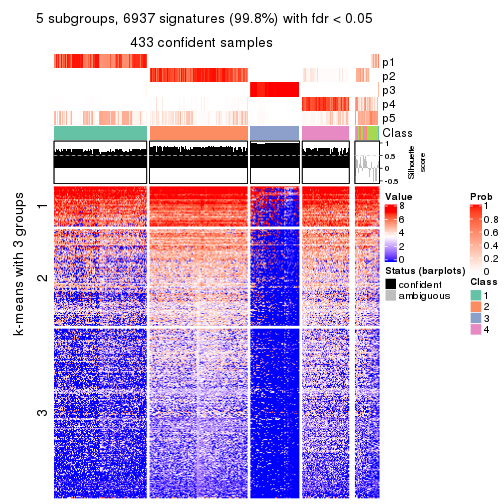 5 subgroups, 6937 signatures (99.8%) with fdr < 0.05
433 confident samples
p1
p2
p3
p4
p5
Class
1
0.5
0
-0.5
Silhouette
score
k-means with 3 groups
1
2
3
Value
8
6
4
2
0
Status (barplots)
confident
ambiguous
Prob
1
0.8
0.6
0.4
0.2
0
Class
1
2
3
4